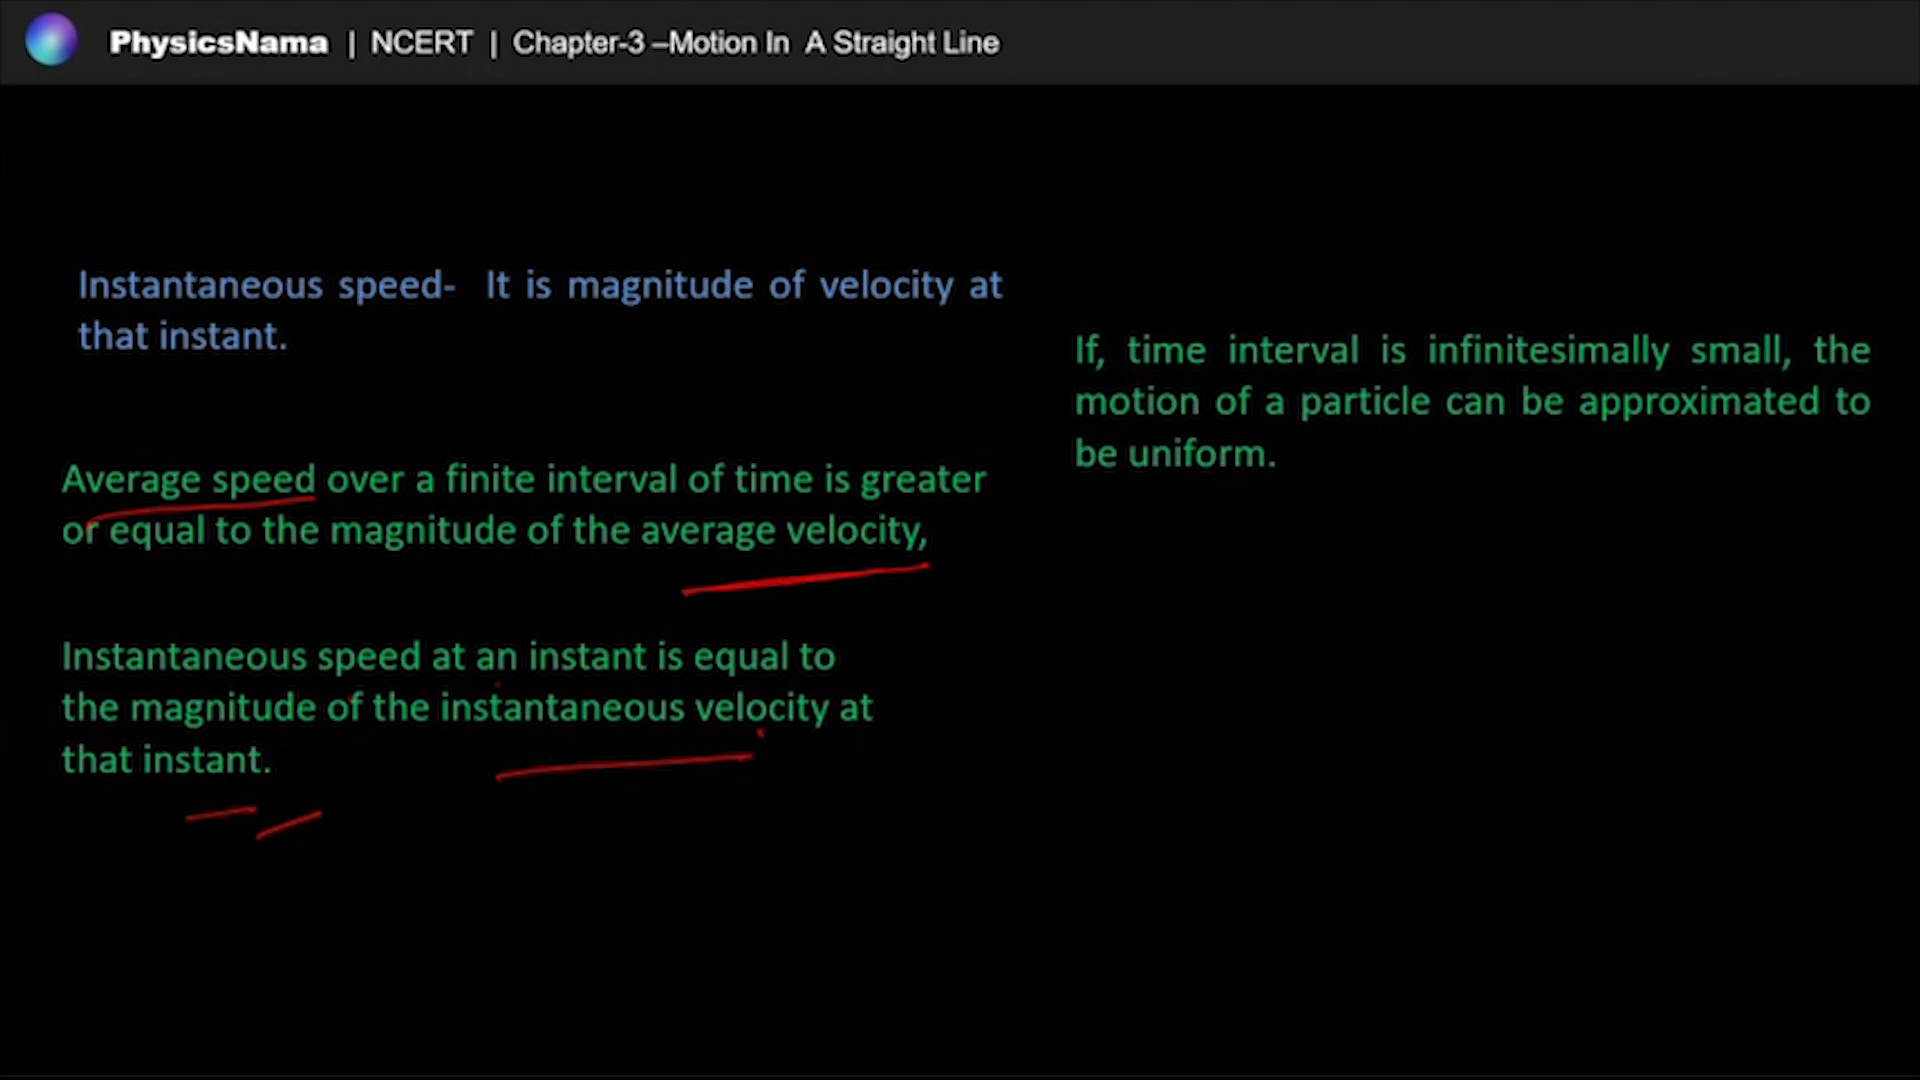 PhysicsNama | NCERT | Chapter-3 –Motion In A Straight Line
Instantaneous speed- It is magnitude of velocity at
that instant.
Average speed over a finite interval of time is greater
or equal to the magnitude of the average velocity,
Instantaneous speed at an instant is equal to
the magnitude of the instantaneous velocity at
that instant.
If, time interval is infinitesimally small, the
motion of a particle can be approximated to
be uniform.